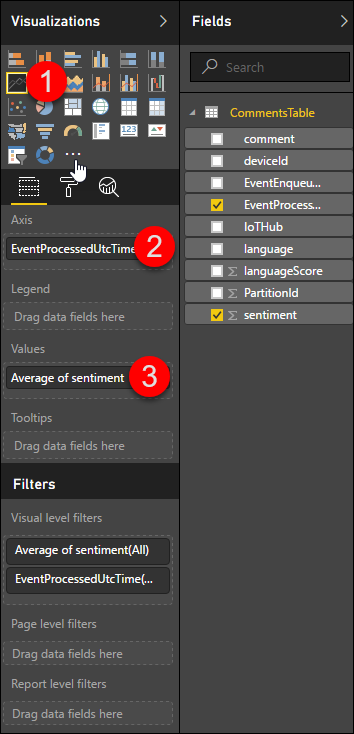 Visualizations
1
Axis
EventProcessedUtcTime
2
Legend
Drag data fields here
Values
Average of sentiment
3
Tooltips
Drag data fields here
Filters
Visual level filters
Average of sentiment(All)
EventProcessedUtcTime(...
Page level filters
Drag data fields here
Report level filters
Drag data fields here
Fields
Search
CommentsTable
comment
deviceId
EventEnqueu...
EventProcess...
IoTHub
language
Σ languageScore
Σ PartitionId
Σ sentiment